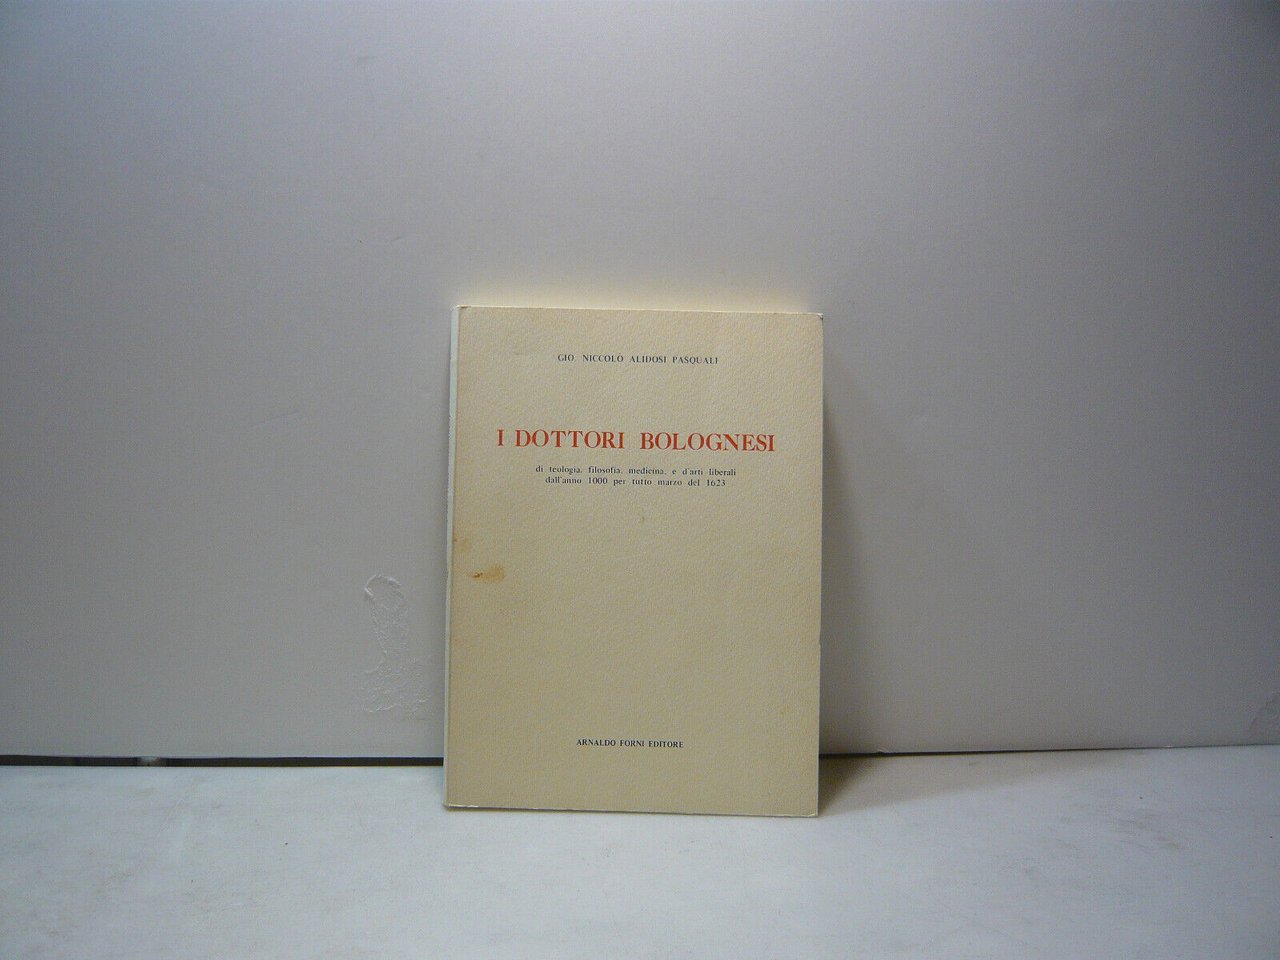 GIO. NICCOLÒ ALIDOSI PASQUALI
I DOTTORI BOLOGNESI
di teologia, filosofia, medicina, e d'arti liberali
dall'anno 1000 per tutto marzo del 1623
ARNALDO FORNI EDITORE